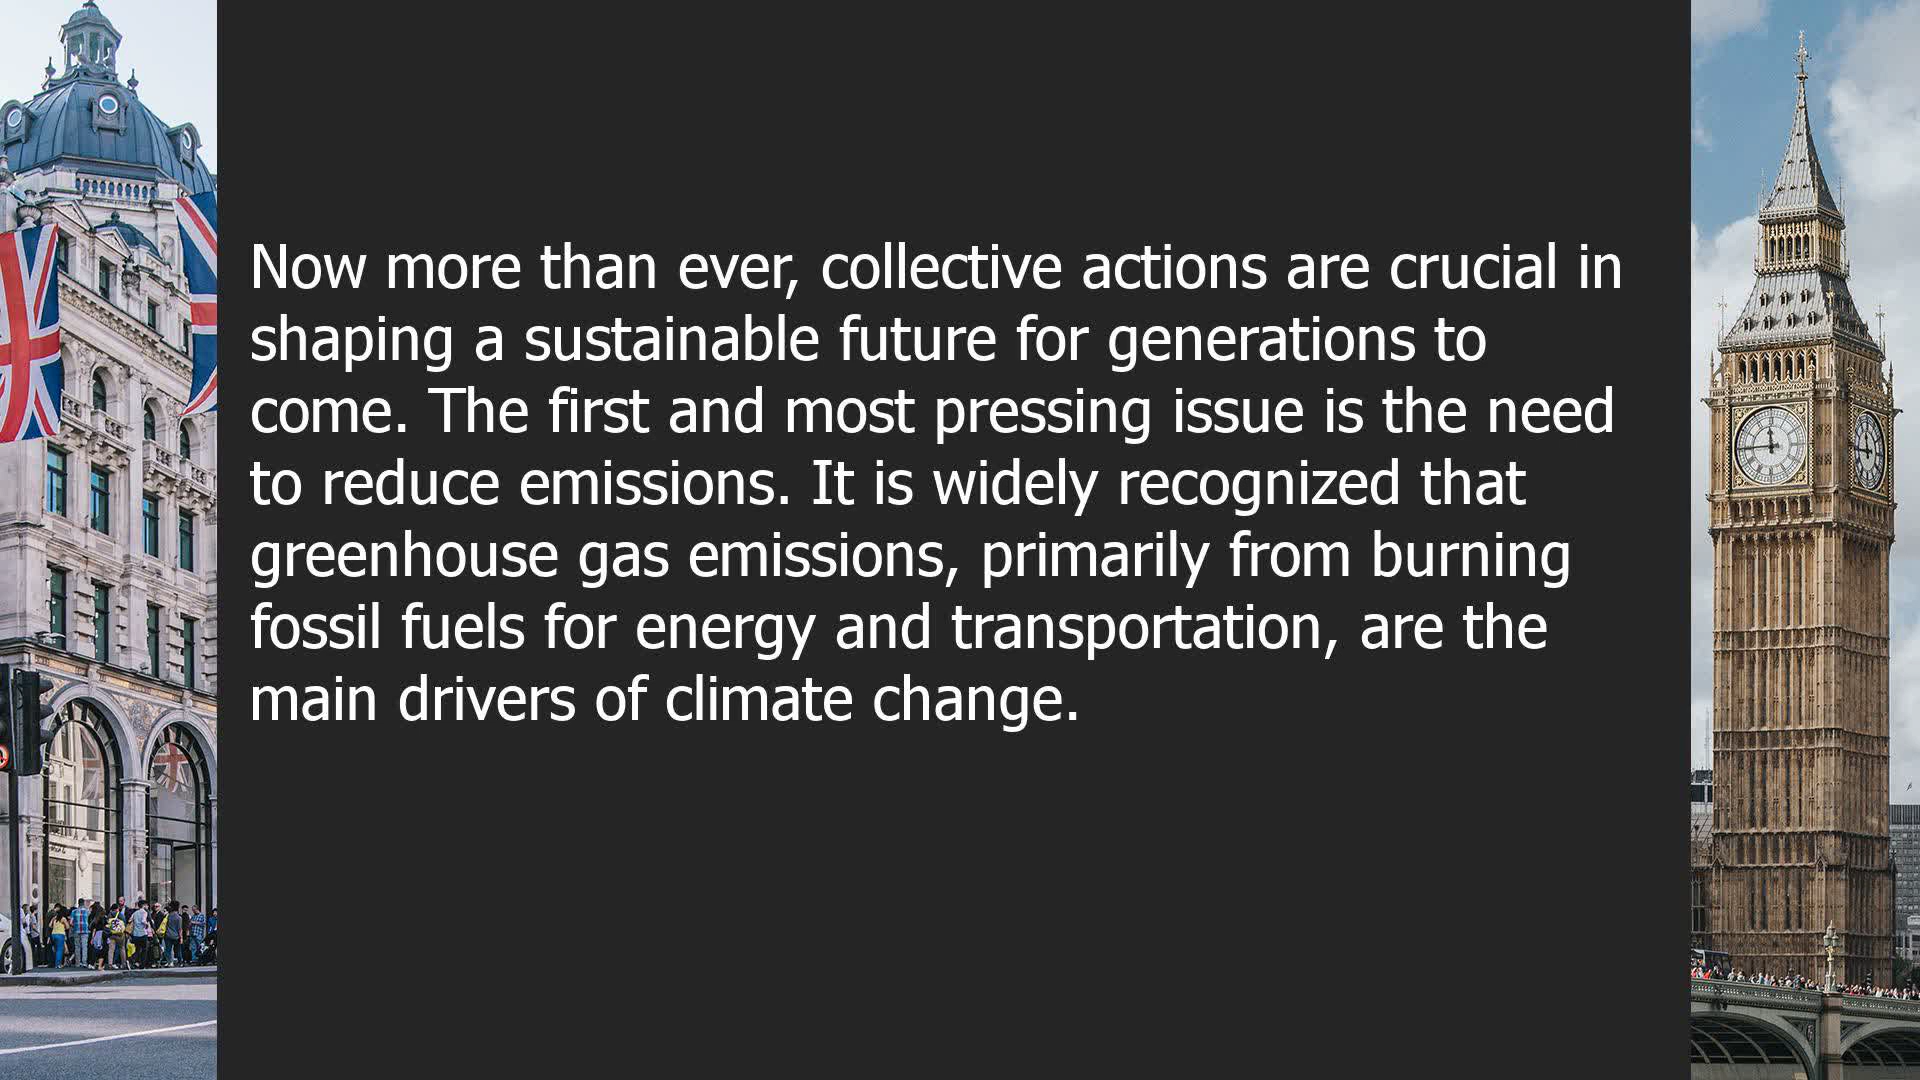 Now more than ever, collective actions are crucial in
shaping a sustainable future for generations to
come. The first and most pressing issue is the need
to reduce emissions. It is widely recognized that
greenhouse gas emissions, primarily from burning
fossil fuels for energy and transportation, are the
main drivers of climate change.